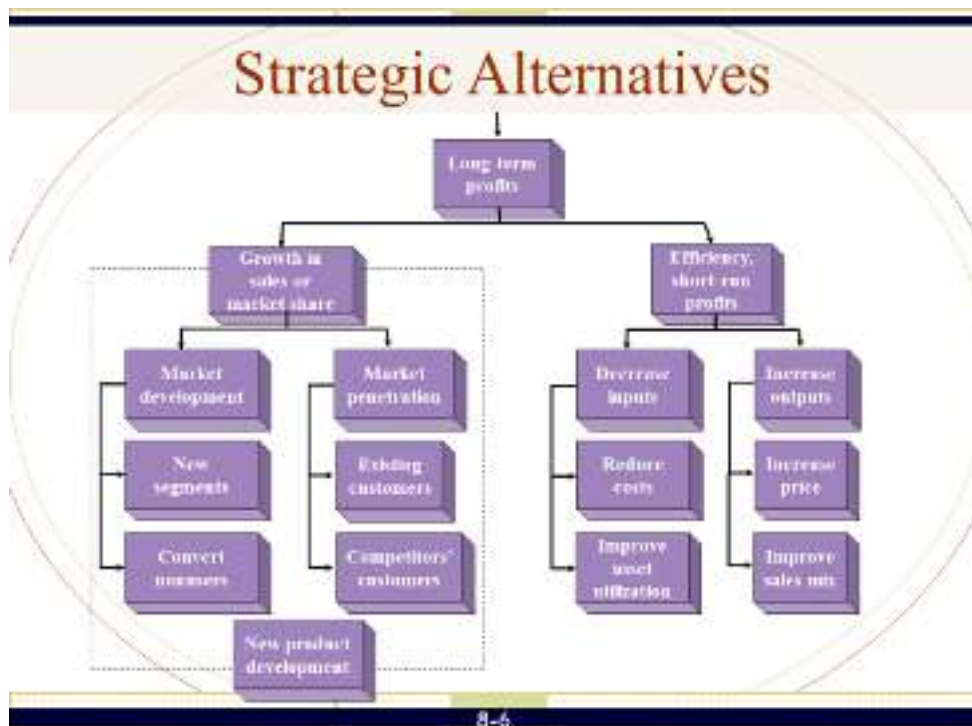 Strategic Alternatives
Long-term
profits
Growth in
sales or
market share
Efficiency,
short-run
profits
Market
development
Market
penetration
Decrease
inputs
Increase
outputs
New
segments
Existing
customers
Reduce
costs
Increase
price
Convert
nonusers
Competitors'
customers
Improve
asset
utilization
Improve
sales mix
New product
development
8-6